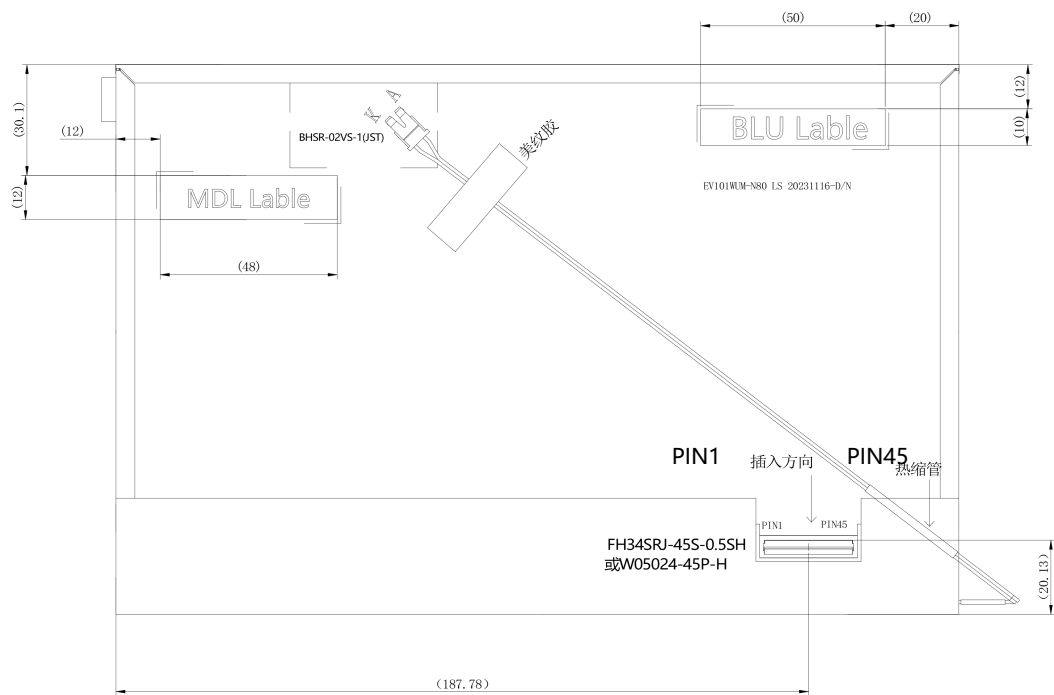 (50)
(20)
(12)
(10)
(30.1)
(12)
(12)
(48)
K A
BHSR-02VS-1(JST)
美纹胶
BLU Lable
EV101WUM-N80 LS 20231116-D/N
MDL Lable
PIN1
插入方向
PIN45
热缩管
PIN1
PIN45
FH34SRJ-45S-0.5SH
或W05024-45P-H
(20.13)
(187.78)